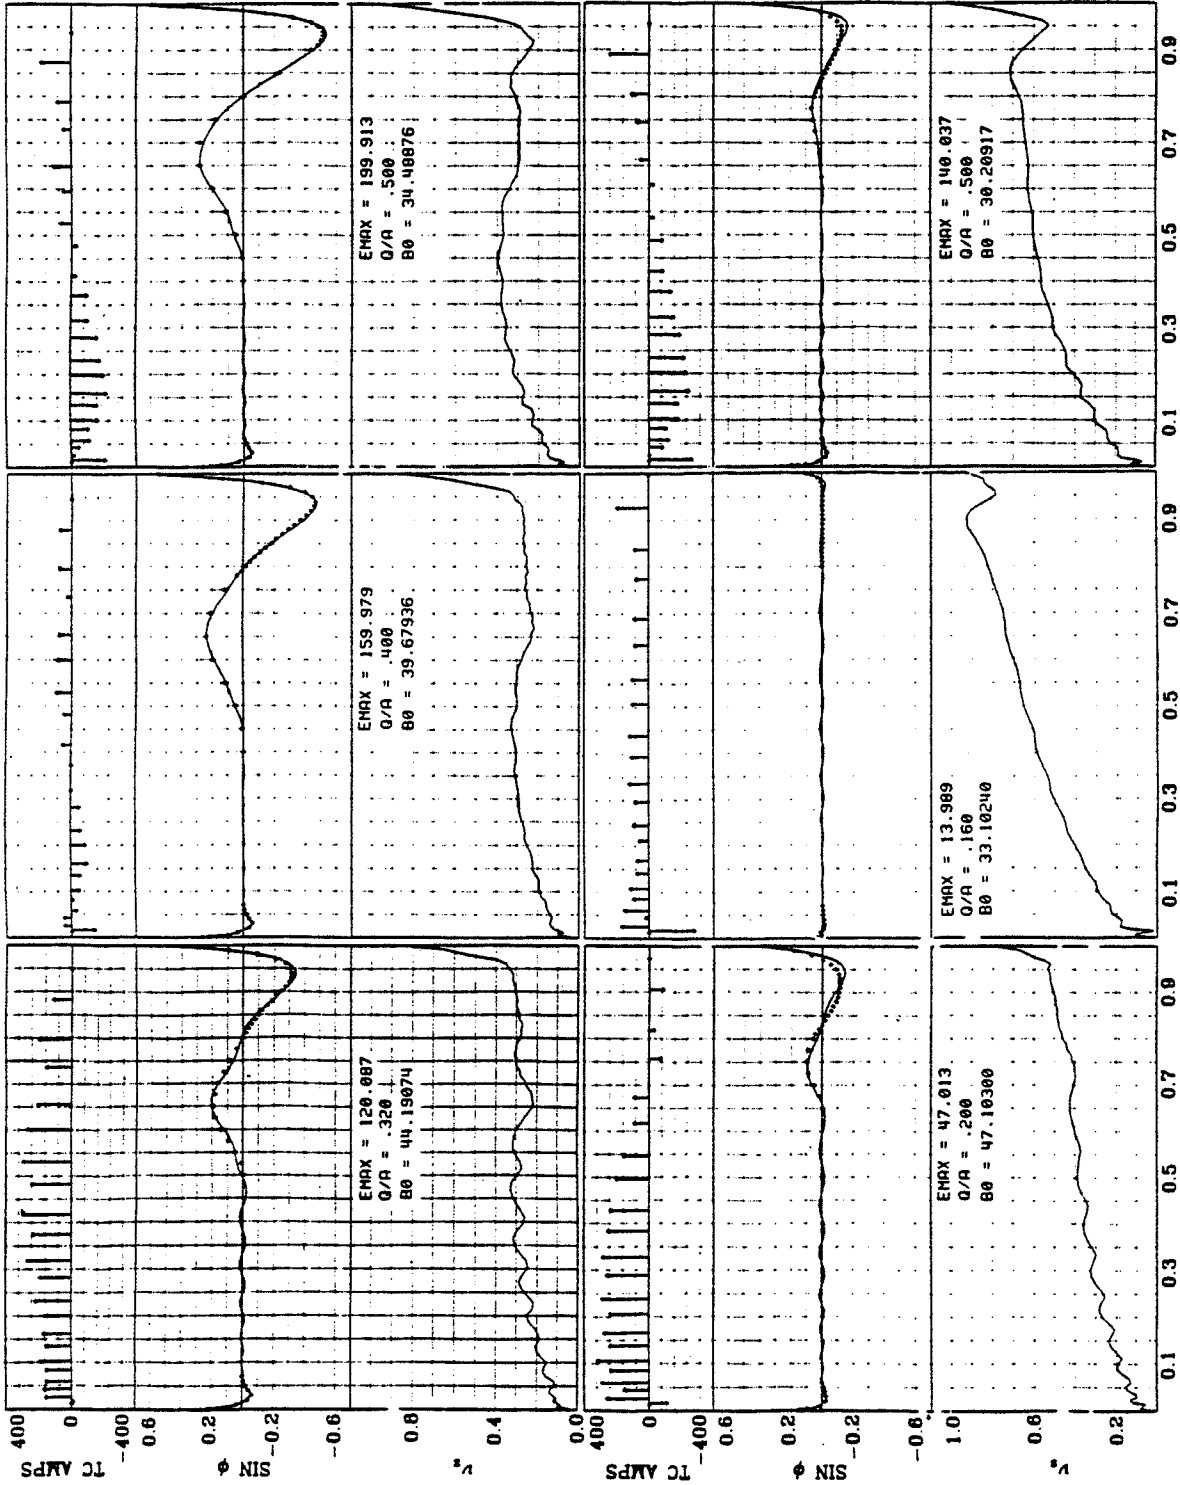 400
0
-400
TC AMPS
0.6
0.2
-0.2
-0.6
SIN ϕ
0.8
0.4
0.0
ν_s
EMAX = 120.087
Q/A = .320
B0 = 44.19074
EMAX = 159.979
Q/A = .400
B0 = 39.67936
EMAX = 199.913
Q/A = .500
B0 = 34.48876
400
0
-400
TC AMPS
0.6
0.2
-0.2
-0.6
SIN ϕ
1.0
0.6
0.2
ν_s
EMAX = 47.013
Q/A = .200
B0 = 47.10300
EMAX = 13.989
Q/A = .160
B0 = 33.10240
EMAX = 140.037
Q/A = .500
B0 = 30.20917
0.1 0.3 0.5 0.7 0.9
0.1 0.3 0.5 0.7 0.9
0.1 0.3 0.5 0.7 0.9